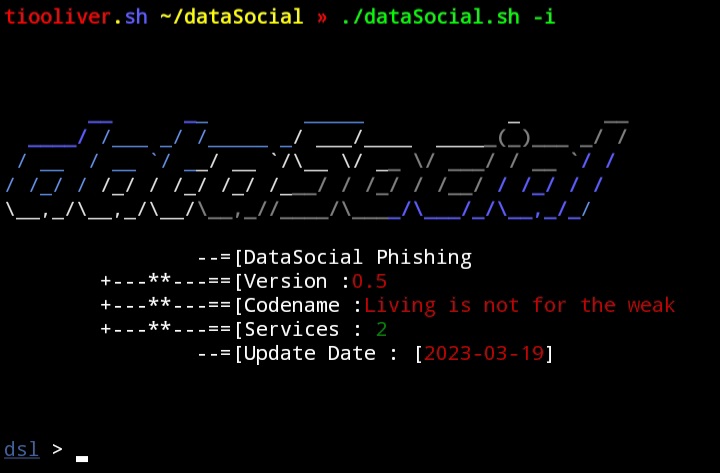 tiooliver.sh ~/dataSocial » ./dataSocial.sh -i
dataSocial
--=[DataSocial Phishing
+---**---==[Version :0.5
+---**---==[Codename :Living is not for the weak
+---**---==[Services : 2
--=[Update Date : [2023-03-19]
dsl >